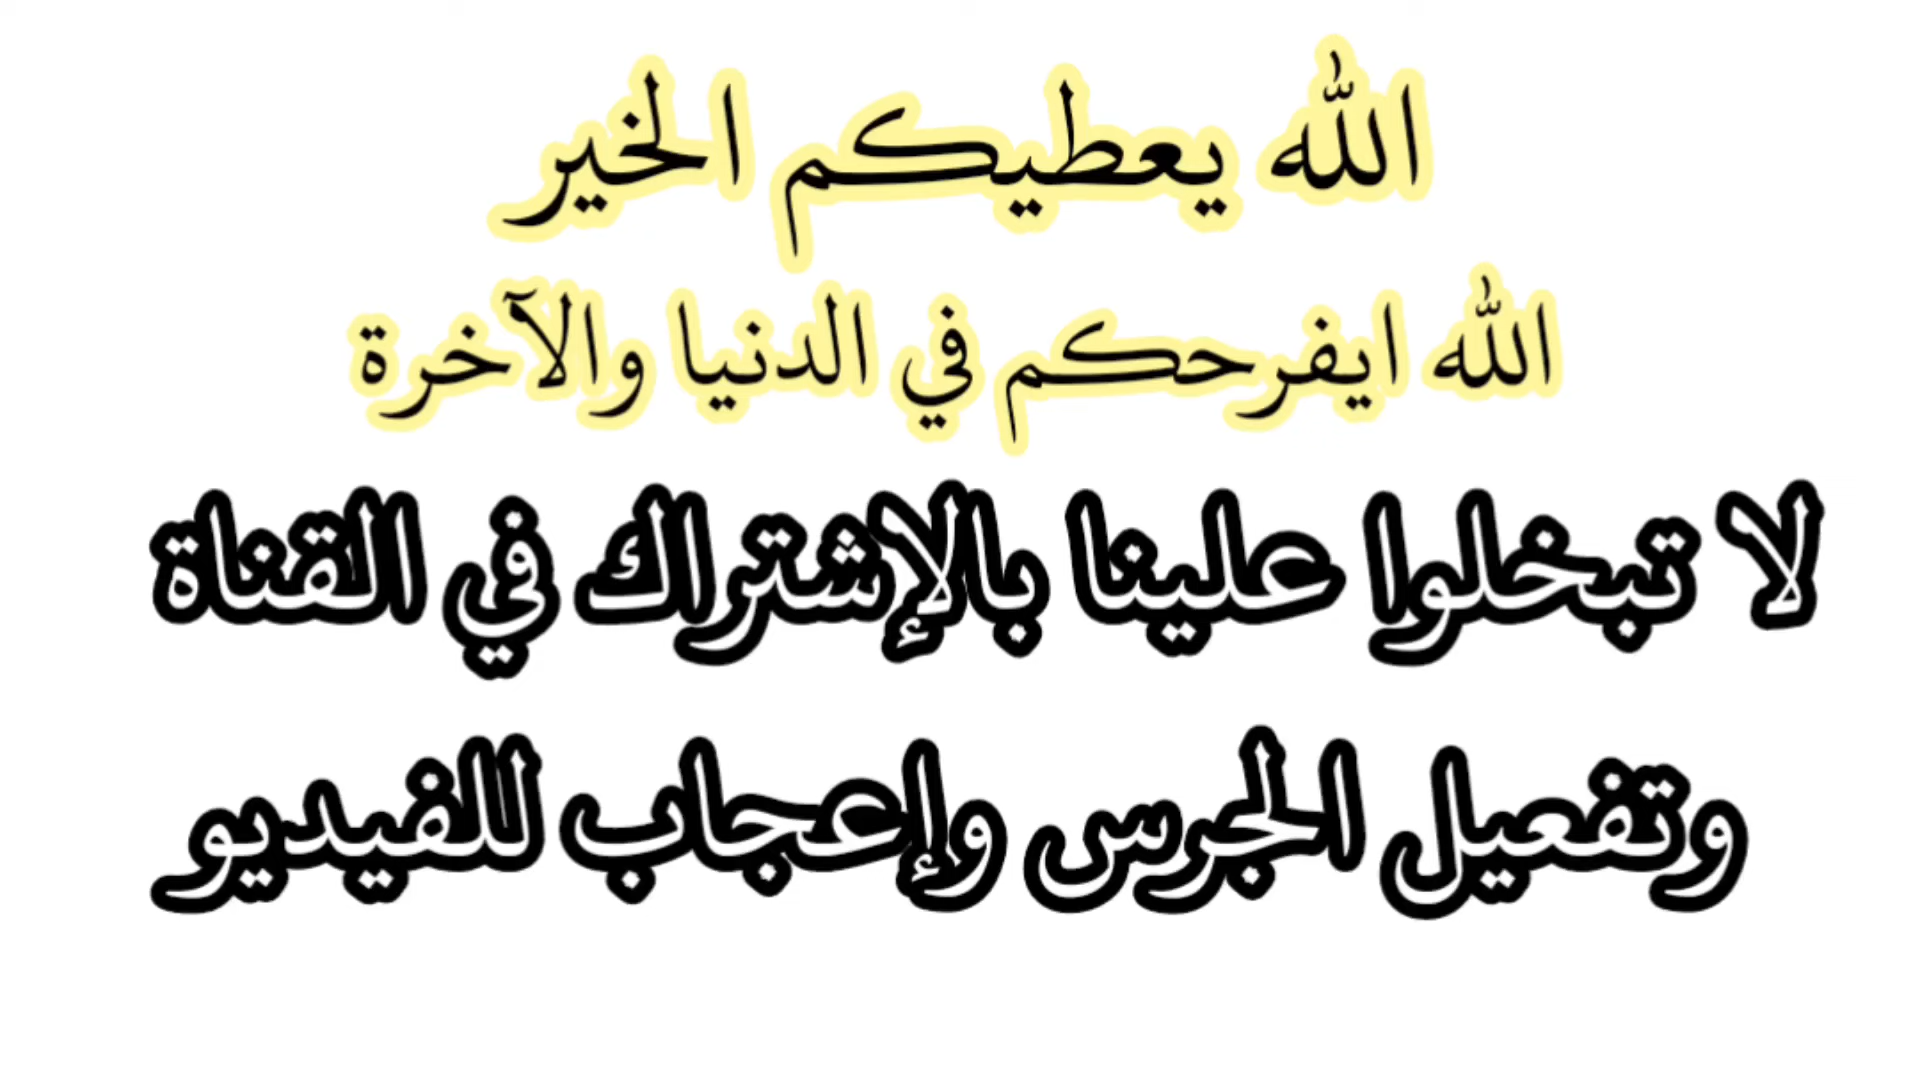 الله يعطيكم الخير
الله ايفرحكم في الدنيا والآخرة
لا تبخلوا علينا بالإشتراك في القناة
وتفعيل الجرس وإعجاب للفيديو